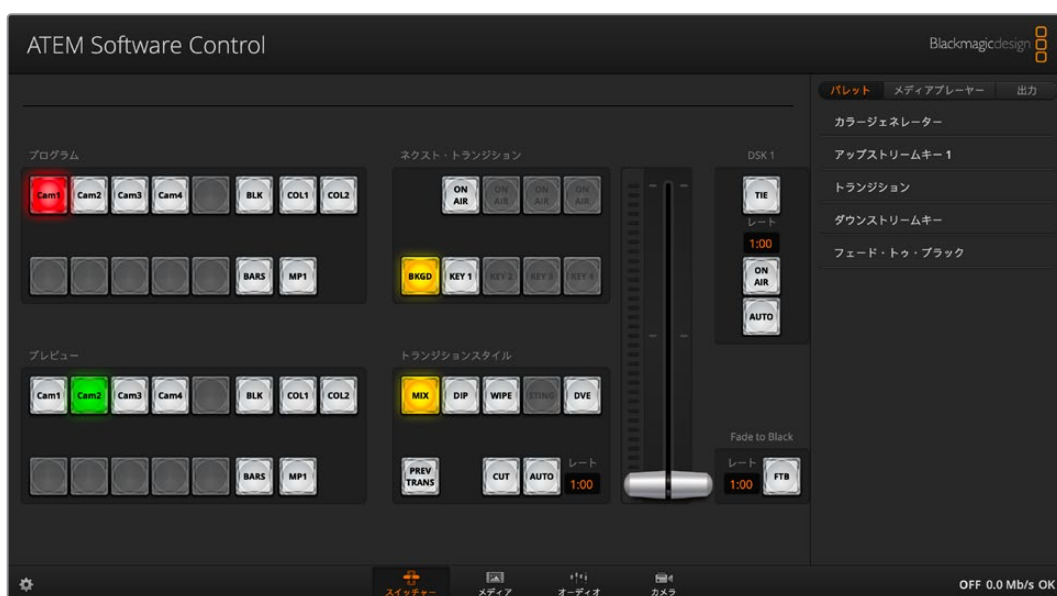 ATEM Software Control
Blackmagicdesign
パレット メディアプレーヤー 出力
カラージェネレーター
アップストリームキー 1
トランジション
ダウンストリームキー
フェード・トゥ・ブラック
プログラム
Cam1 Cam2 Cam3 Cam4 BLK COL1 COL2
BARS MP1
ネクスト・トランジション
ON AIR ON AIR ON AIR ON AIR
BKGD KEY 1 KEY 2 KEY 3 KEY 4
DSK 1
TIE
レート
1:00
ON AIR
AUTO
プレビュー
Cam1 Cam2 Cam3 Cam4 BLK COL1 COL2
BARS MP1
トランジションスタイル
MIX DIP WIPE STING DVE
PREV TRANS CUT AUTO
レート
1:00
Fade to Black
レート
1:00 FTB
スイッチャー メディア オーディオ カメラ
OFF 0.0 Mb/s OK